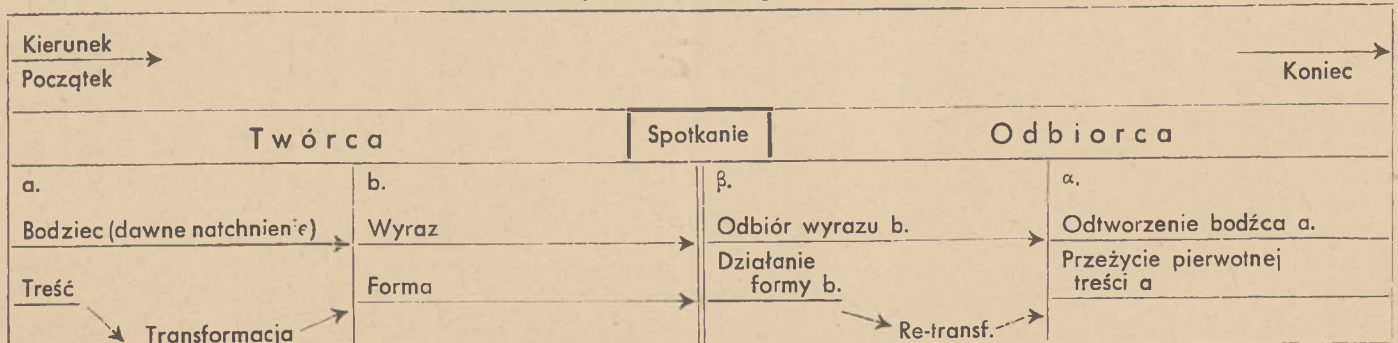 Kierunek
Początek
Koniec
Twórca
Spotkanie
Odbiorca
a.
b.
β.
α.
Bodziec (dawne natchnienie)
Wyraz
Odbiór wyrazu b.
Odtworzenie bodźca a.
Treść
Forma
Działanie
formy b.
Przeżycie pierwotnej
treści a
Transformacja
Re-transf.